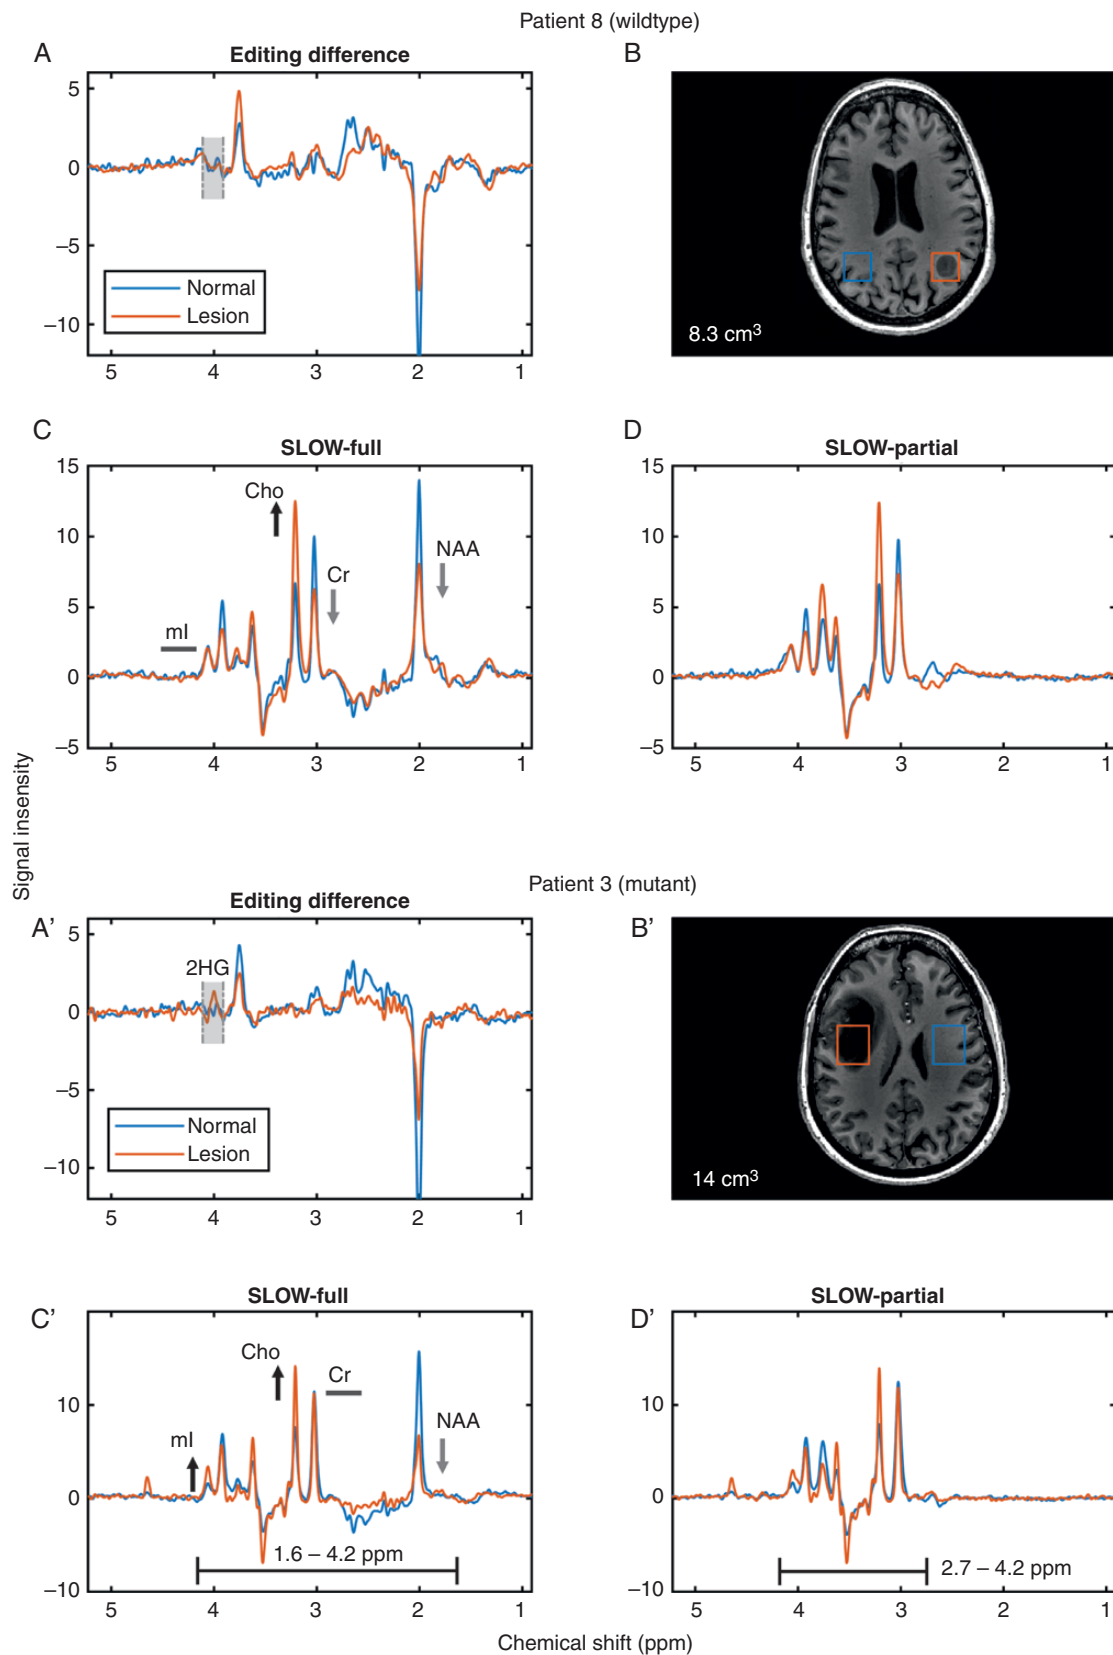 Patient 8 (wildtype)
A
Editing difference
B
5
0
−5
−10
Normal
Lesion
5 4 3 2 1
8.3 cm³
C
SLOW-full
D
SLOW-partial
15
10
5
0
−5
Cho
Cr
NAA
mI
5 4 3 2 1
15
10
5
0
−5
5 4 3 2 1
Signal insensity
Patient 3 (mutant)
A’
Editing difference
B’
5
0
−5
−10
2HG
Normal
Lesion
5 4 3 2 1
14 cm³
C’
SLOW-full
D’
SLOW-partial
10
0
−10
Cho
Cr
mI
NAA
1.6 – 4.2 ppm
5 4 3 2 1
10
0
−10
2.7 – 4.2 ppm
5 4 3 2 1
Chemical shift (ppm)